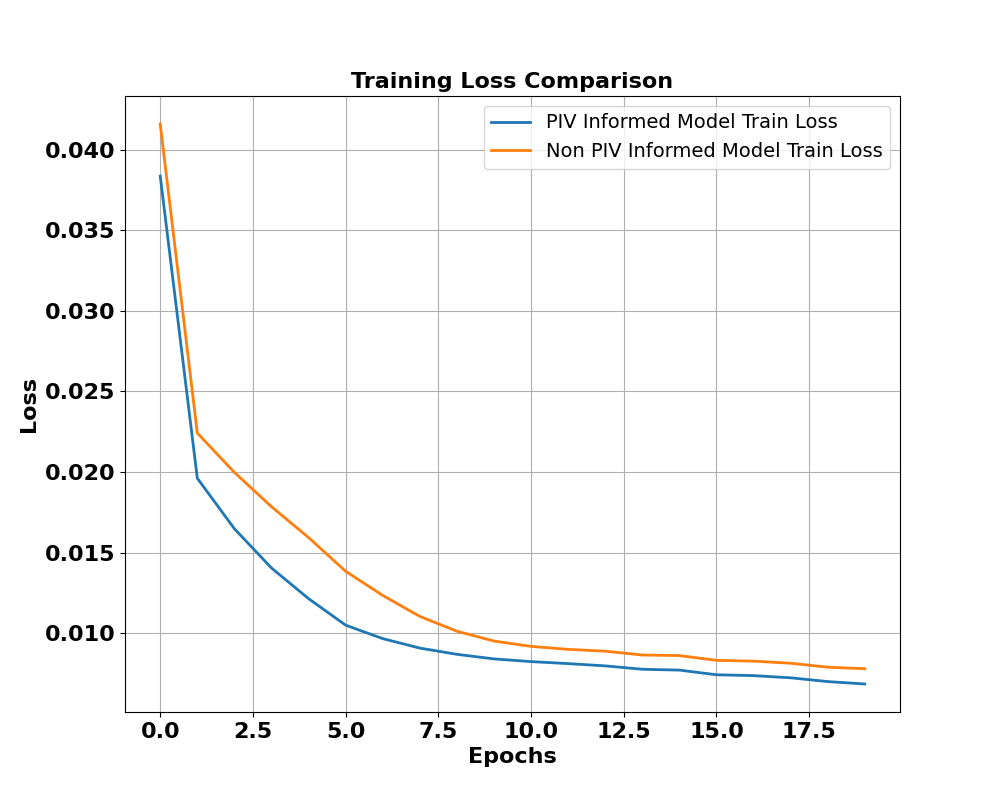 Training Loss Comparison
PIV Informed Model Train Loss
Non PIV Informed Model Train Loss
0.040
0.035
0.030
0.025
0.020
0.015
0.010
Loss
0.0 2.5 5.0 7.5 10.0 12.5 15.0 17.5
Epochs